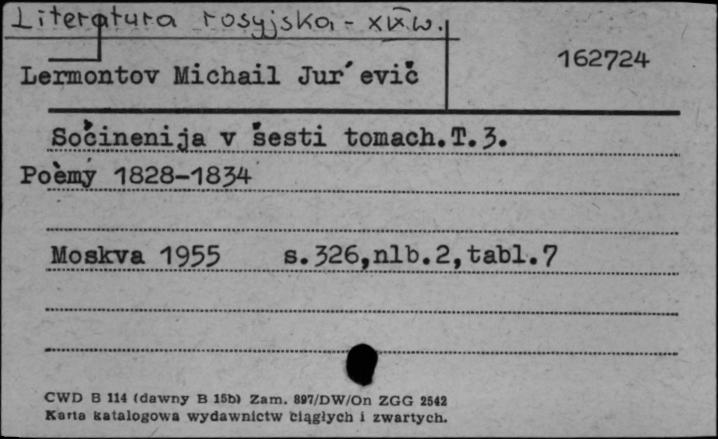 Literatura rosyjska - XIX w.
162724
Lermontov Michail Jur´evič
Sočinenija v šesti tomach.T.3.
Poèmy 1828-1834
Moskva 1955 s.326,nlb.2,tabl.7
CWD B 114 (dawny B 15b) Zam. 897/DW/On ZGG 2542
Karta katalogowa wydawnictw ciągłych i zwartych.